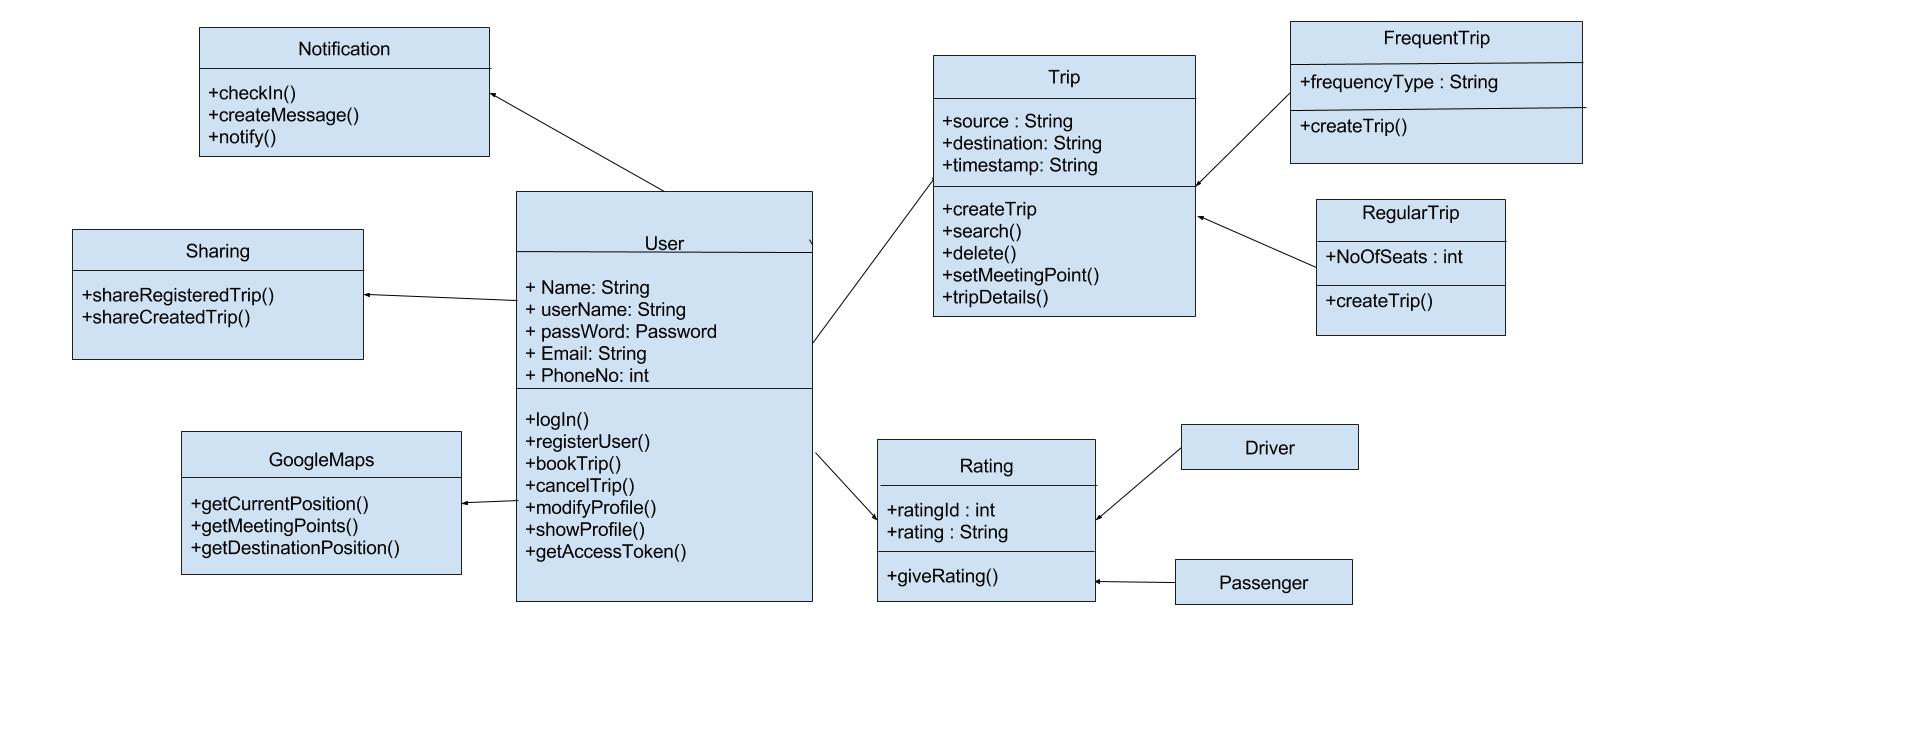 Notification
+checkIn()
+createMessage()
+notify()
Sharing
+shareRegisteredTrip()
+shareCreatedTrip()
GoogleMaps
+getCurrentPosition()
+getMeetingPoints()
+getDestinationPosition()
User
+ Name: String
+ userName: String
+ passWord: Password
+ Email: String
+ PhoneNo: int
+logIn()
+registerUser()
+bookTrip()
+cancelTrip()
+modifyProfile()
+showProfile()
+getAccessToken()
Trip
+source : String
+destination: String
+timestamp: String
+createTrip
+search()
+delete()
+setMeetingPoint()
+tripDetails()
FrequentTrip
+frequencyType : String
+createTrip()
RegularTrip
+NoOfSeats : int
+createTrip()
Rating
+ratingId : int
+rating : String
+giveRating()
Driver
Passenger